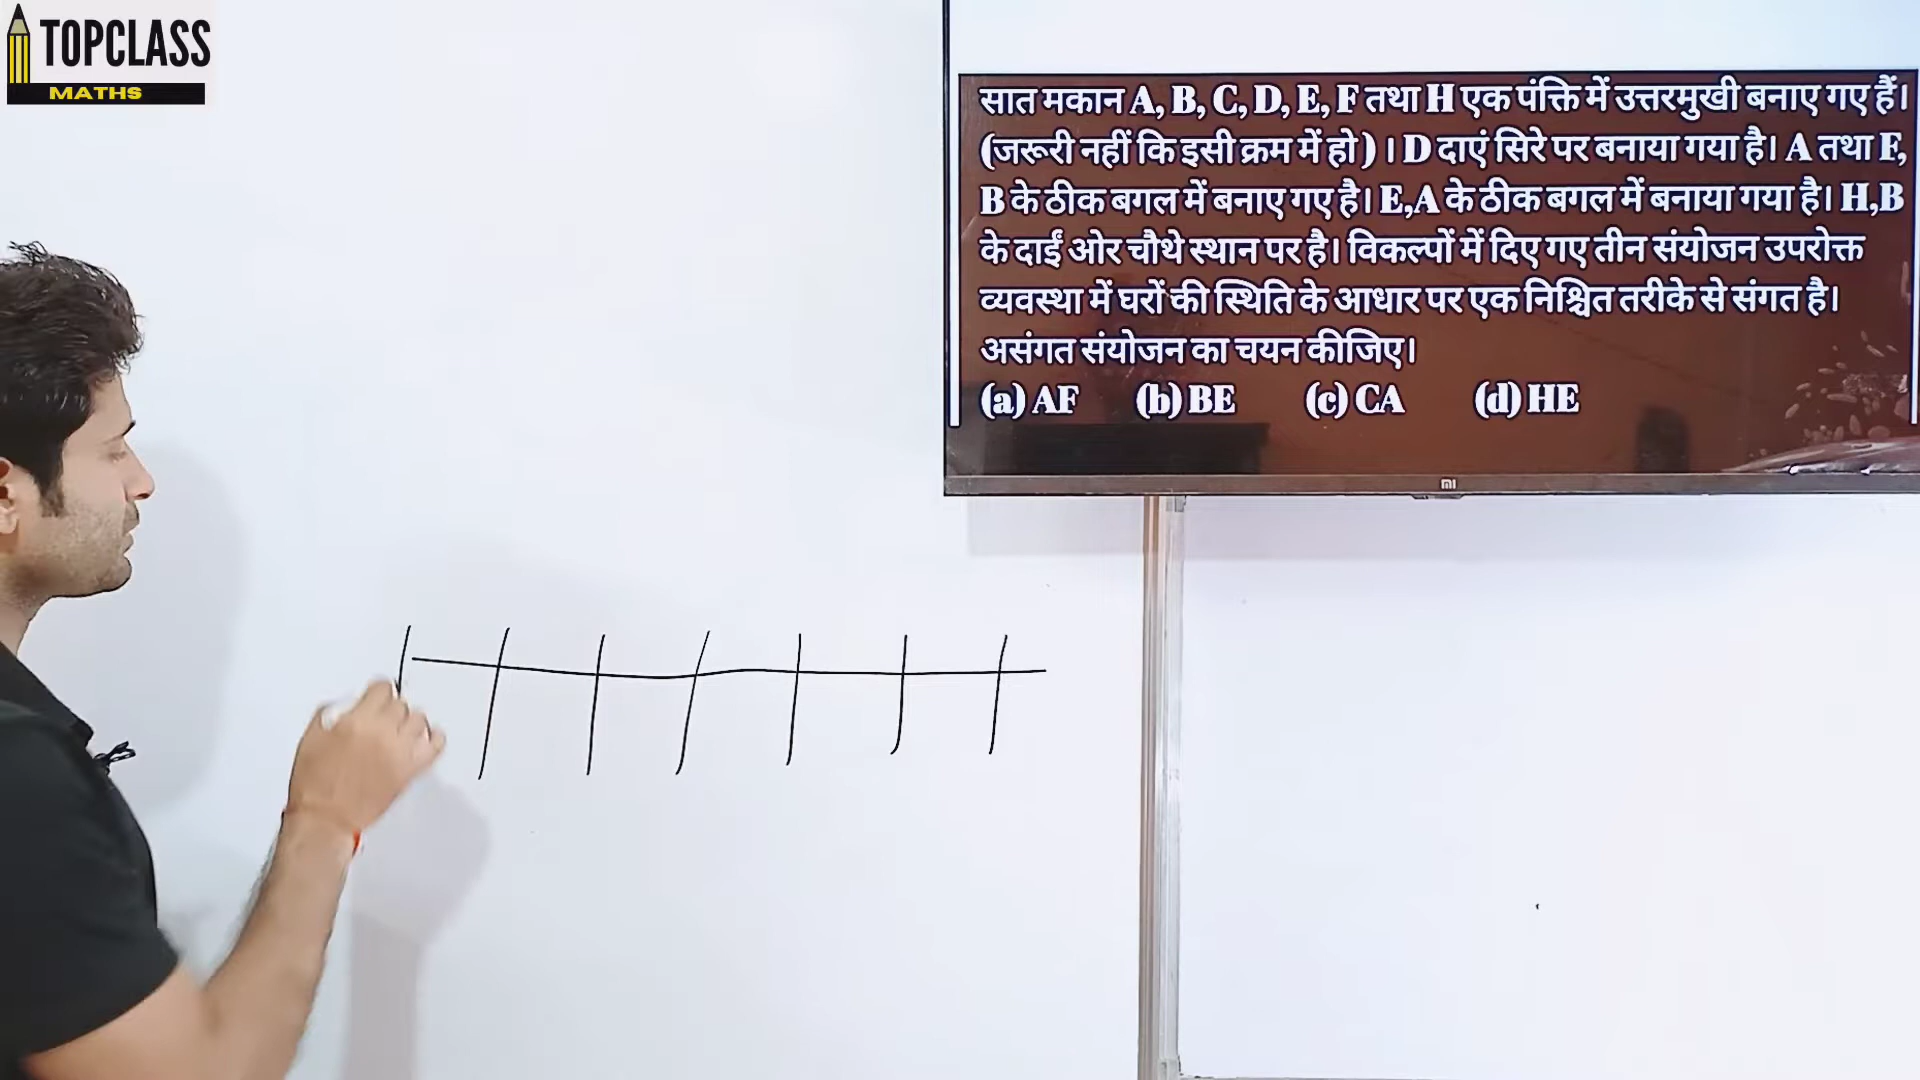 TOPCLASS
MATHS
सात मकान A, B, C, D, E, F तथा H एक पंक्ति में उत्तरमुखी बनाए गए हैं।
(जरूरी नहीं कि इसी क्रम में हो ) । D दाएं सिरे पर बनाया गया है। A तथा F,
B के ठीक बगल में बनाए गए है। E,A के ठीक बगल में बनाया गया है। H,B
के दाईं ओर चौथे स्थान पर है। विकल्पों में दिए गए तीन संयोजन उपरोक्त
व्यवस्था में घरों की स्थिति के आधार पर एक निश्चित तरीके से संगत है।
असंगत संयोजन का चयन कीजिए।
(a) AF (b) BE (c) CA (d) HE
mi